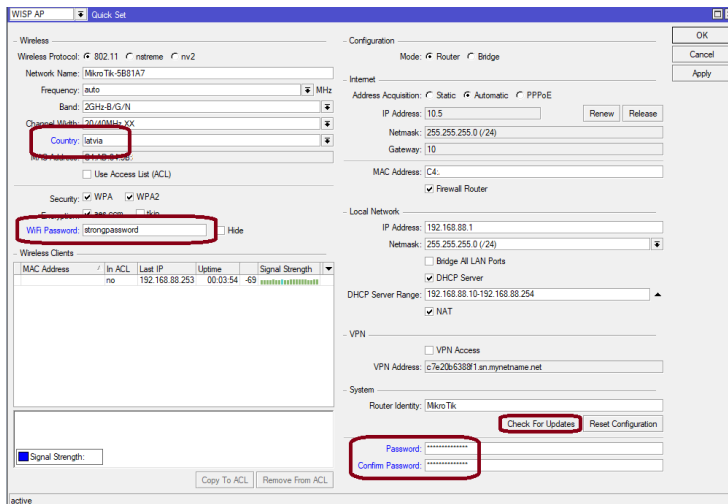 WISP AP Quick Set
Wireless
Wireless Protocol: 802.11 nstreme nv2
Network Name: MikroTik-5B81A7
Frequency: auto MHz
Band: 2GHz-B/G/N
Channel Width: 20/40MHz XX
Country: latvia
MAC Address:
Use Access List (ACL)
Security: WPA WPA2
Encryption: aes ccm tkip
WiFi Password: strongpassword Hide
Wireless Clients
MAC Address / In ACL Last IP Uptime Signal Strength
no 192.168.88.253 00:03:54 -69
Signal Strength:
Copy To ACL Remove From ACL
active
Configuration
Mode: Router Bridge
Internet
Address Acquisition: Static Automatic PPPoE
IP Address: 10.5 Renew Release
Netmask: 255.255.255.0 (/24)
Gateway: 10
MAC Address: C4:.
Firewall Router
Local Network
IP Address: 192.168.88.1
Netmask: 255.255.255.0 (/24)
Bridge All LAN Ports
DHCP Server
DHCP Server Range: 192.168.88.10-192.168.88.254
NAT
VPN
VPN Access
VPN Address: c7e20b6388f1.sn.mynetname.net
System
Router Identity: MikroTik
Check For Updates Reset Configuration
Password: **************
Confirm Password: **************
OK
Cancel
Apply